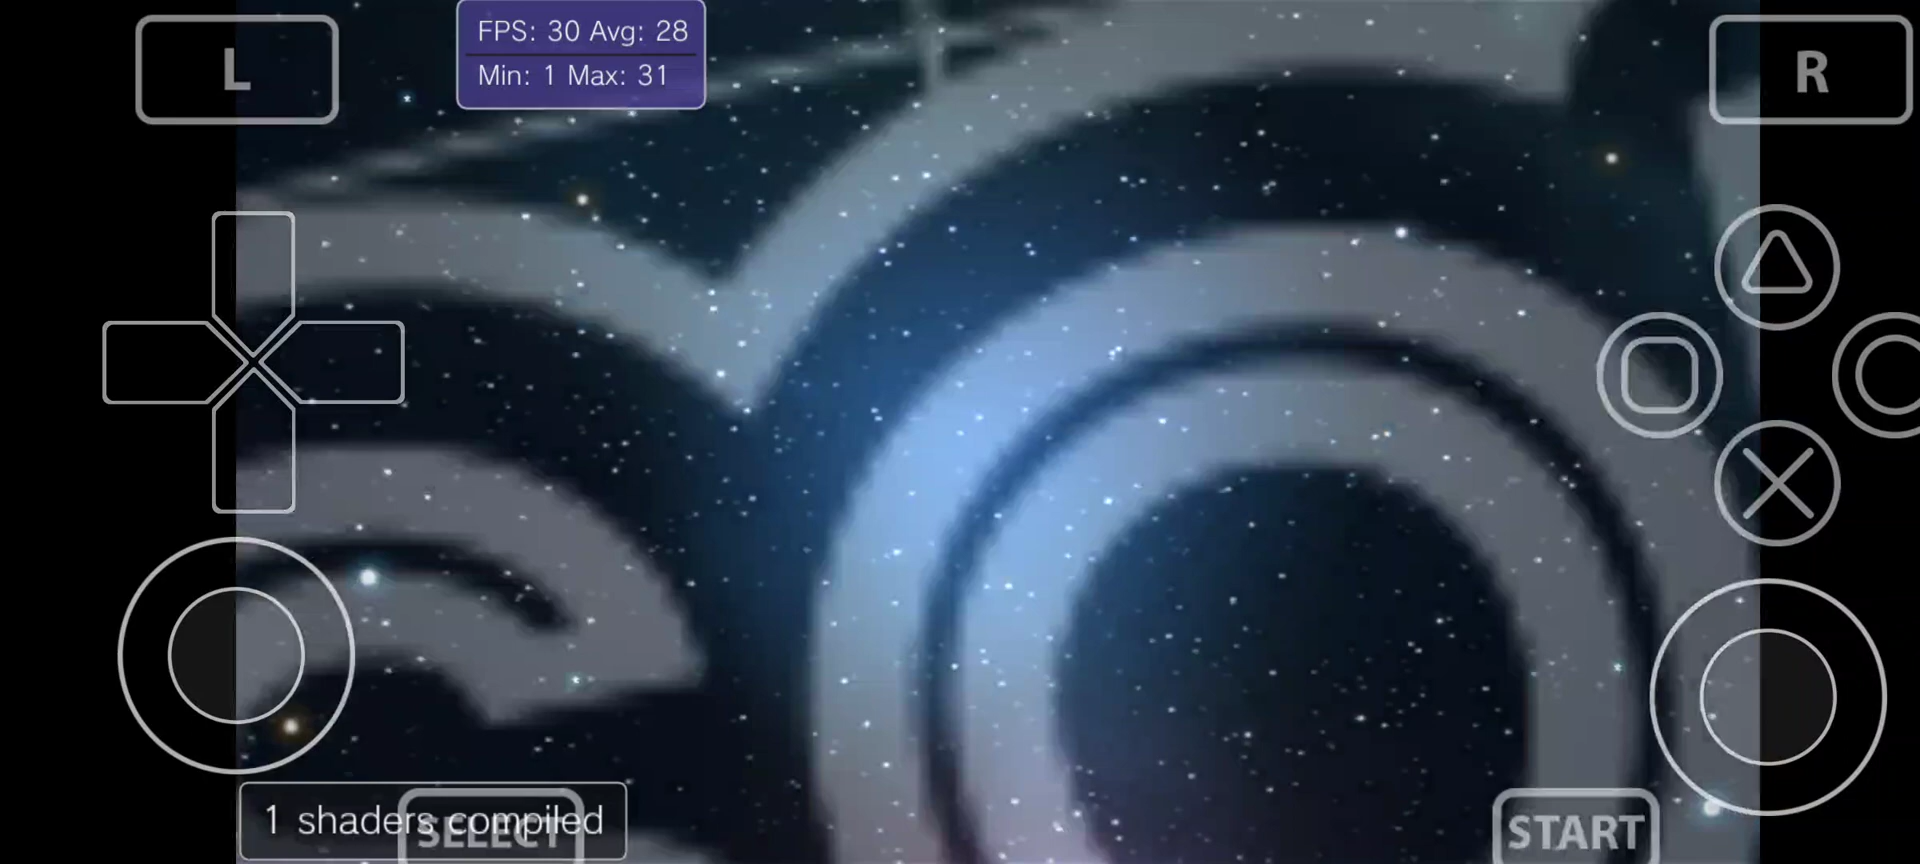 L
FPS: 30 Avg: 28
Min: 1 Max: 31
R
1 shaders compiled
SELECT
START